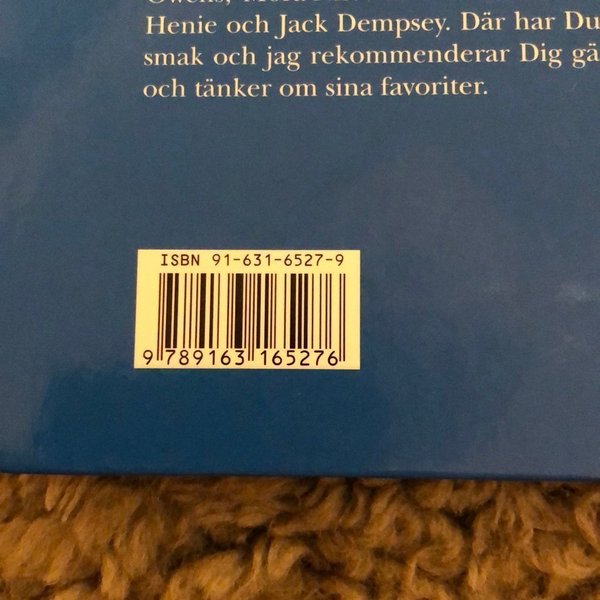 Henie och Jack Dempsey. Där har Du
smak och jag rekommenderar Dig gä
och tänker om sina favoriter.
ISBN 91-631-6527-9
9 789163 165276